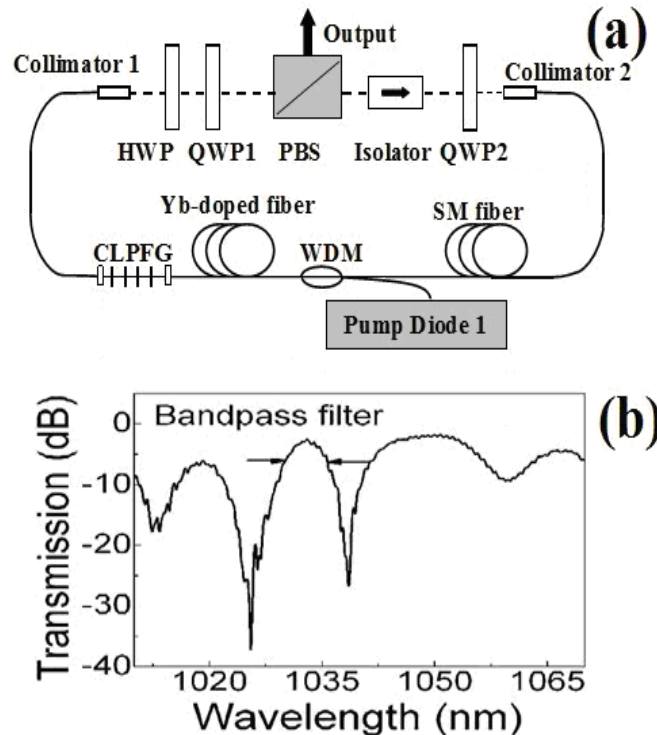 (a)
Output
Collimator 1
Collimator 2
HWP QWP1 PBS Isolator QWP2
Yb-doped fiber
SM fiber
CLPFG
WDM
Pump Diode 1
(b)
Bandpass filter
Transmission (dB)
0
-10
-20
-30
-40
1020 1035 1050 1065
Wavelength (nm)